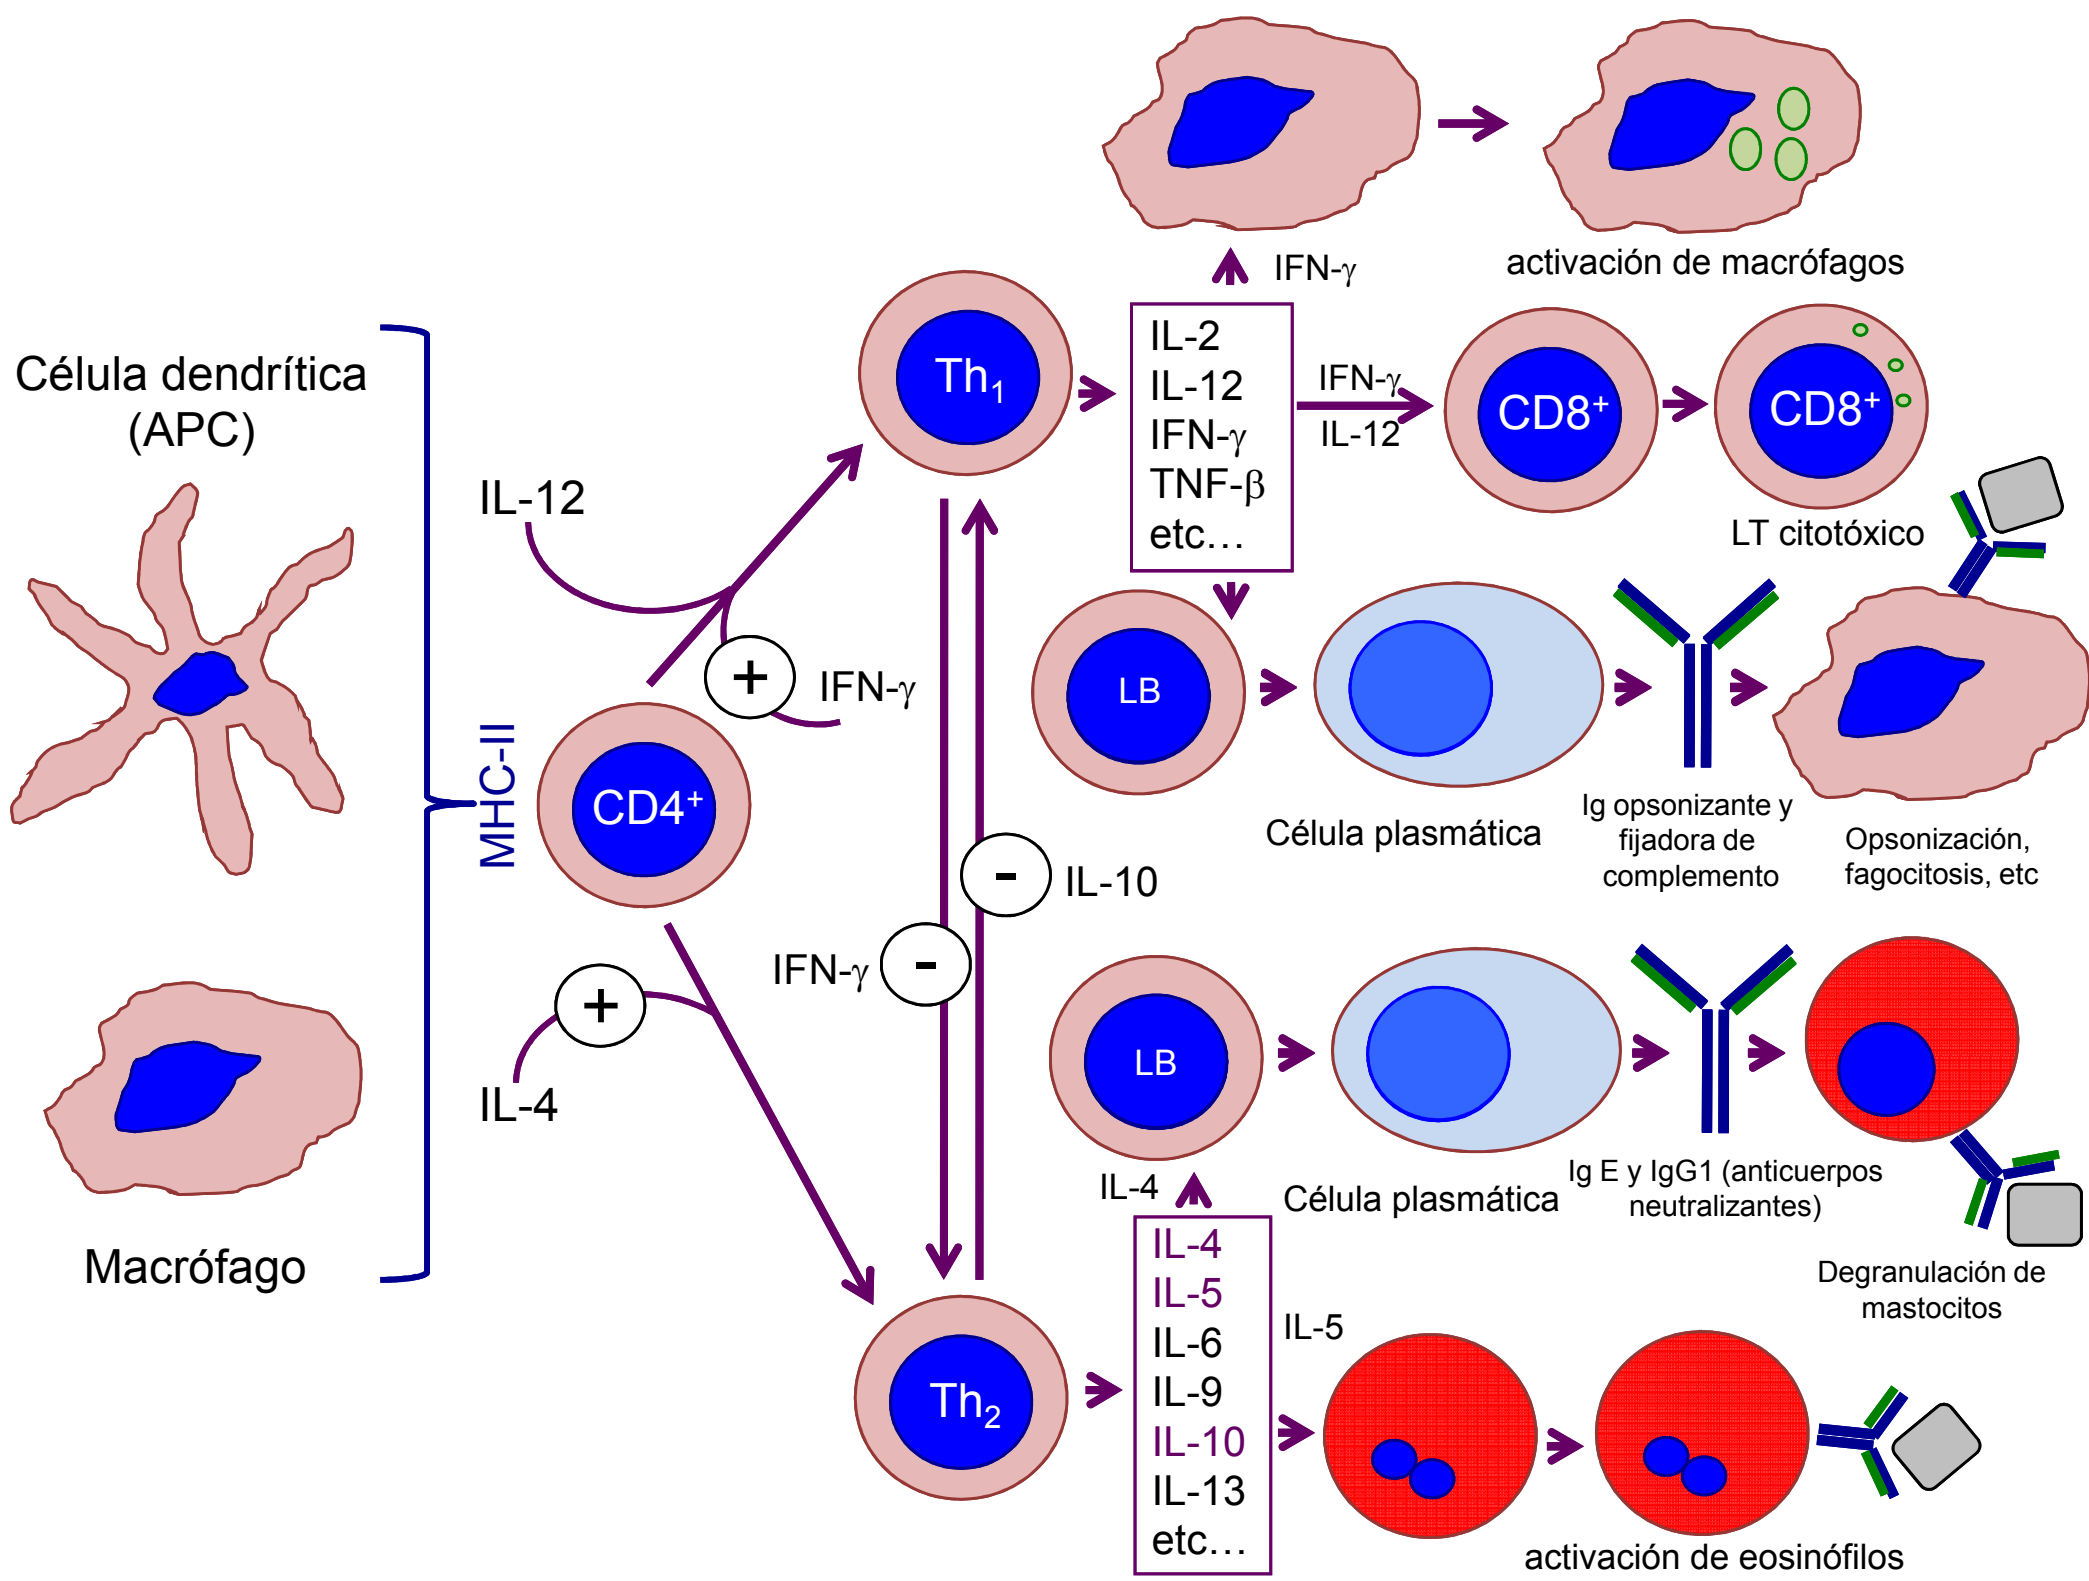 Célula dendrítica
(APC)
Macrófago
MHC-II
IL-12
IFN-γ
CD4⁺
IL-4
Th₁
IL-10
IFN-γ
Th₂
IFN-γ
activación de macrófagos
IL-2
IL-12
IFN-γ
TNF-β
etc…
IFN-γ
IL-12
CD8⁺
CD8⁺
LT citotóxico
LB
Célula plasmática
Ig opsonizante y
fijadora de
complemento
Opsonización,
fagocitosis, etc
LB
Célula plasmática
Ig E y IgG1 (anticuerpos
neutralizantes)
Degranulación de
mastocitos
IL-4
IL-4
IL-5
IL-6
IL-9
IL-10
IL-13
etc…
IL-5
activación de eosinófilos
+
+
-
-